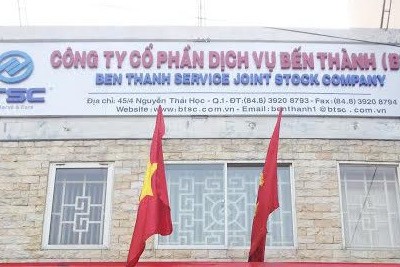 BTSC
CÔNG TY CỔ PHẦN DỊCH VỤ BẾN THÀNH (B
BEN THANH SERVICE JOINT STOCK COMPANY
Địa chỉ: 45/4 Nguyễn Thái Học - Q.1 - ĐT:(84.8) 3920 8793 - Fax:(84.8) 3920 8794
Website: www.btsc.com.vn - Email: benthanh1@btsc.com.vn